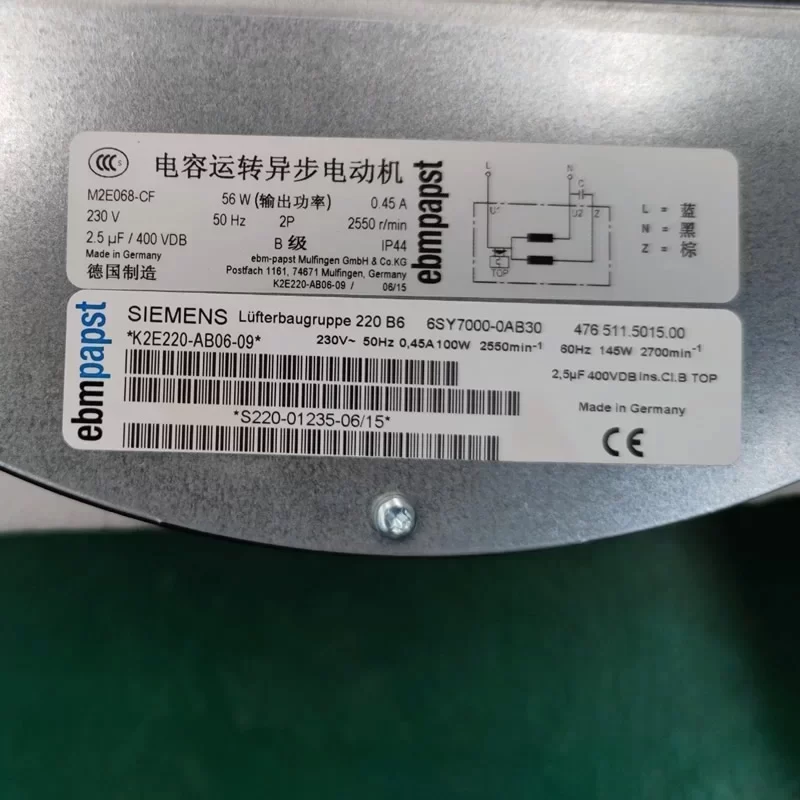 CCC S
电容运转异步电动机
M2E068-CF 56 W (输出功率) 0.45 A
230 V 50 Hz 2P 2550 r/min
2.5 µF / 400 VDB B 级 IP44
Made in Germany ebm-papst Mulfingen GmbH & Co.KG
德国制造 Postfach 1161, 74671 Mulfingen, Germany
K2E220-AB06-09 / 06/15
ebmpapst
L N
C
U1 U2 Z
TOP
L = 蓝
N = 黑
Z = 棕
ebmpapst
SIEMENS Lüfterbaugruppe 220 B6 6SY7000-0AB30 476 511.5015.00
*K2E220-AB06-09* 230V~ 50Hz 0,45A 100W 2550min-1 60Hz 145W 2700min-1
2,5µF 400VDB Ins.Cl.B TOP
*S220-01235-06/15* Made in Germany
CE